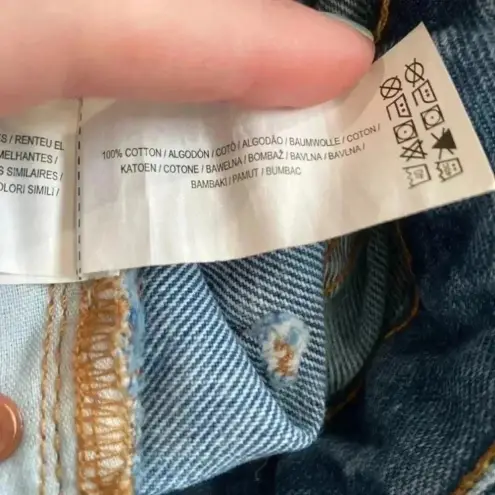 S / RENTEU EL
MELHANTES /
S SIMILAIRES /
OLORI SIMILI /
100% COTTON / ALGODÓN / COTÓ / ALGODÃO / BAUMWOLLE / COTON /
KATOEN / COTONE / BAWEŁNA / BOMBAŽ / BAVLNA / BAVLNA /
BAMBAKI / PAMUT / BUMBAC